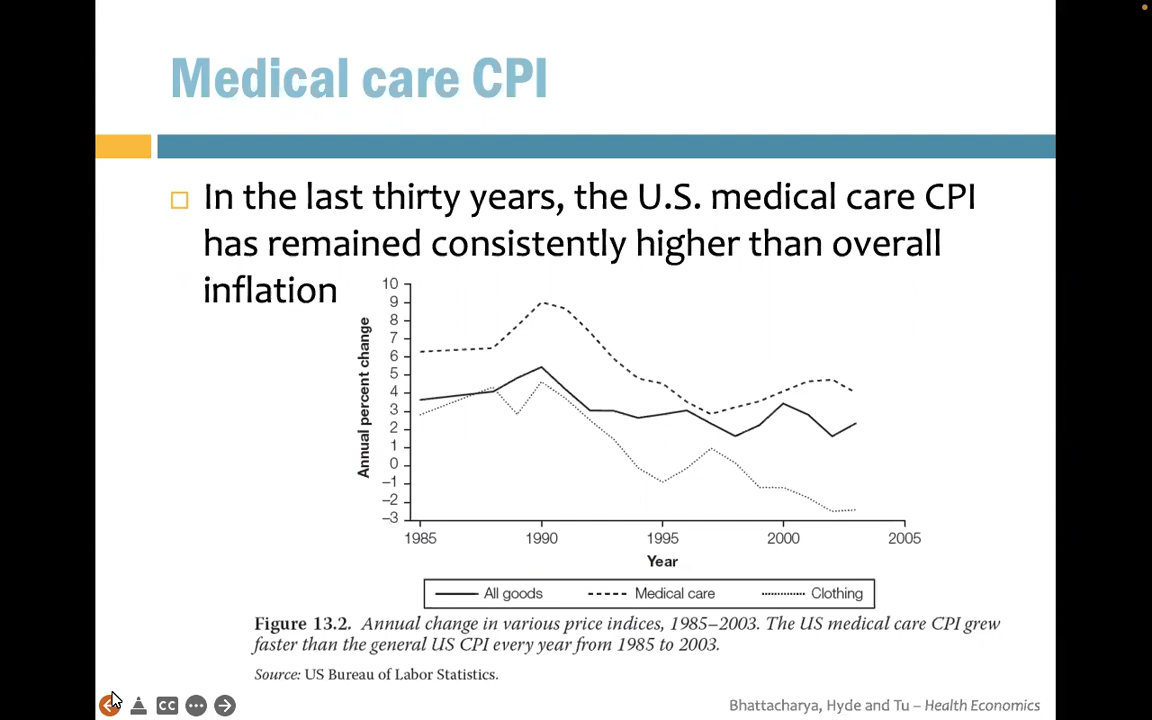 Medical care CPI
In the last thirty years, the U.S. medical care CPI
has remained consistently higher than overall
inflation
Annual percent change
10
9
8
7
6
5
4
3
2
1
0
−1
−2
−3
1985
1990
1995
2000
2005
Year
All goods
Medical care
Clothing
Figure 13.2. Annual change in various price indices, 1985–2003. The US medical care CPI grew
faster than the general US CPI every year from 1985 to 2003.
Source: US Bureau of Labor Statistics.
CC
Bhattacharya, Hyde and Tu – Health Economics